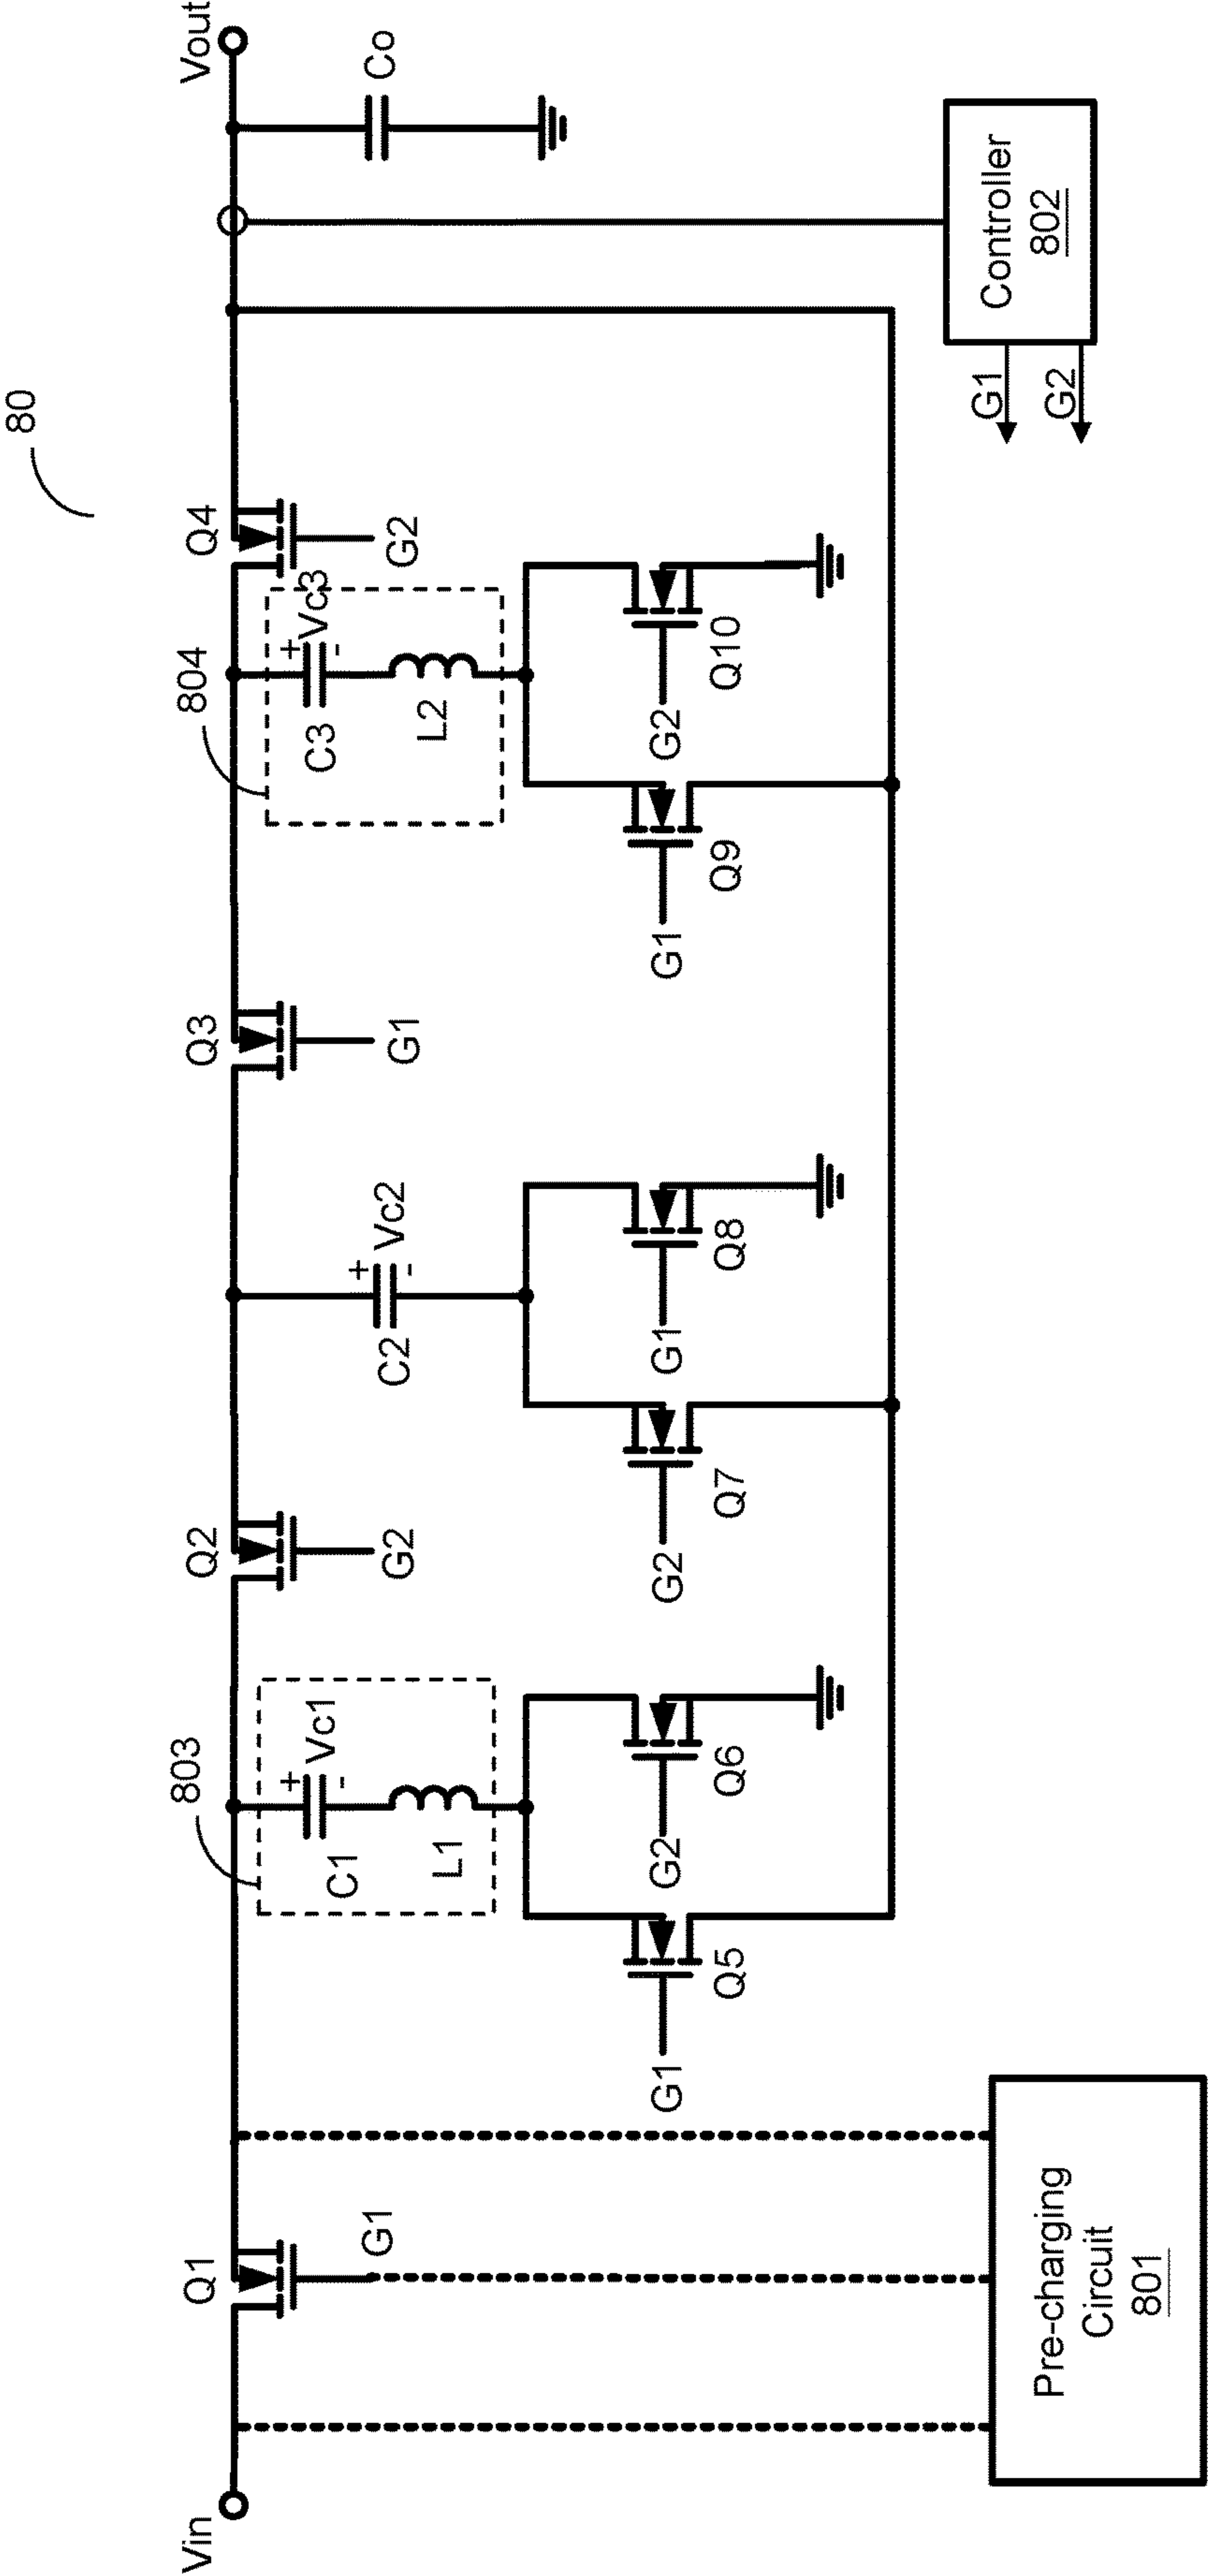 80
Vin
Q1
G1
Pre-charging
Circuit
801
803
C1
Vc1
+
-
L1
G1
Q5
G2
Q6
Q2
G2
C2
Vc2
+
-
G2
Q7
G1
Q8
Q3
G1
804
C3
Vc3
+
-
L2
G1
Q9
G2
Q10
Q4
G2
Controller
802
G1
G2
Co
Vout